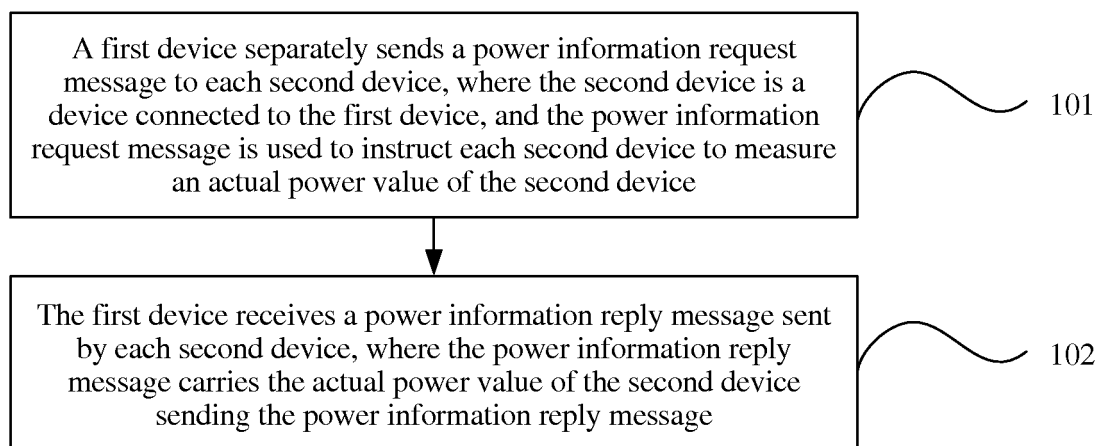 A first device separately sends a power information request
message to each second device, where the second device is a
device connected to the first device, and the power information
request message is used to instruct each second device to measure
an actual power value of the second device
101
The first device receives a power information reply message sent
by each second device, where the power information reply
message carries the actual power value of the second device
sending the power information reply message
102